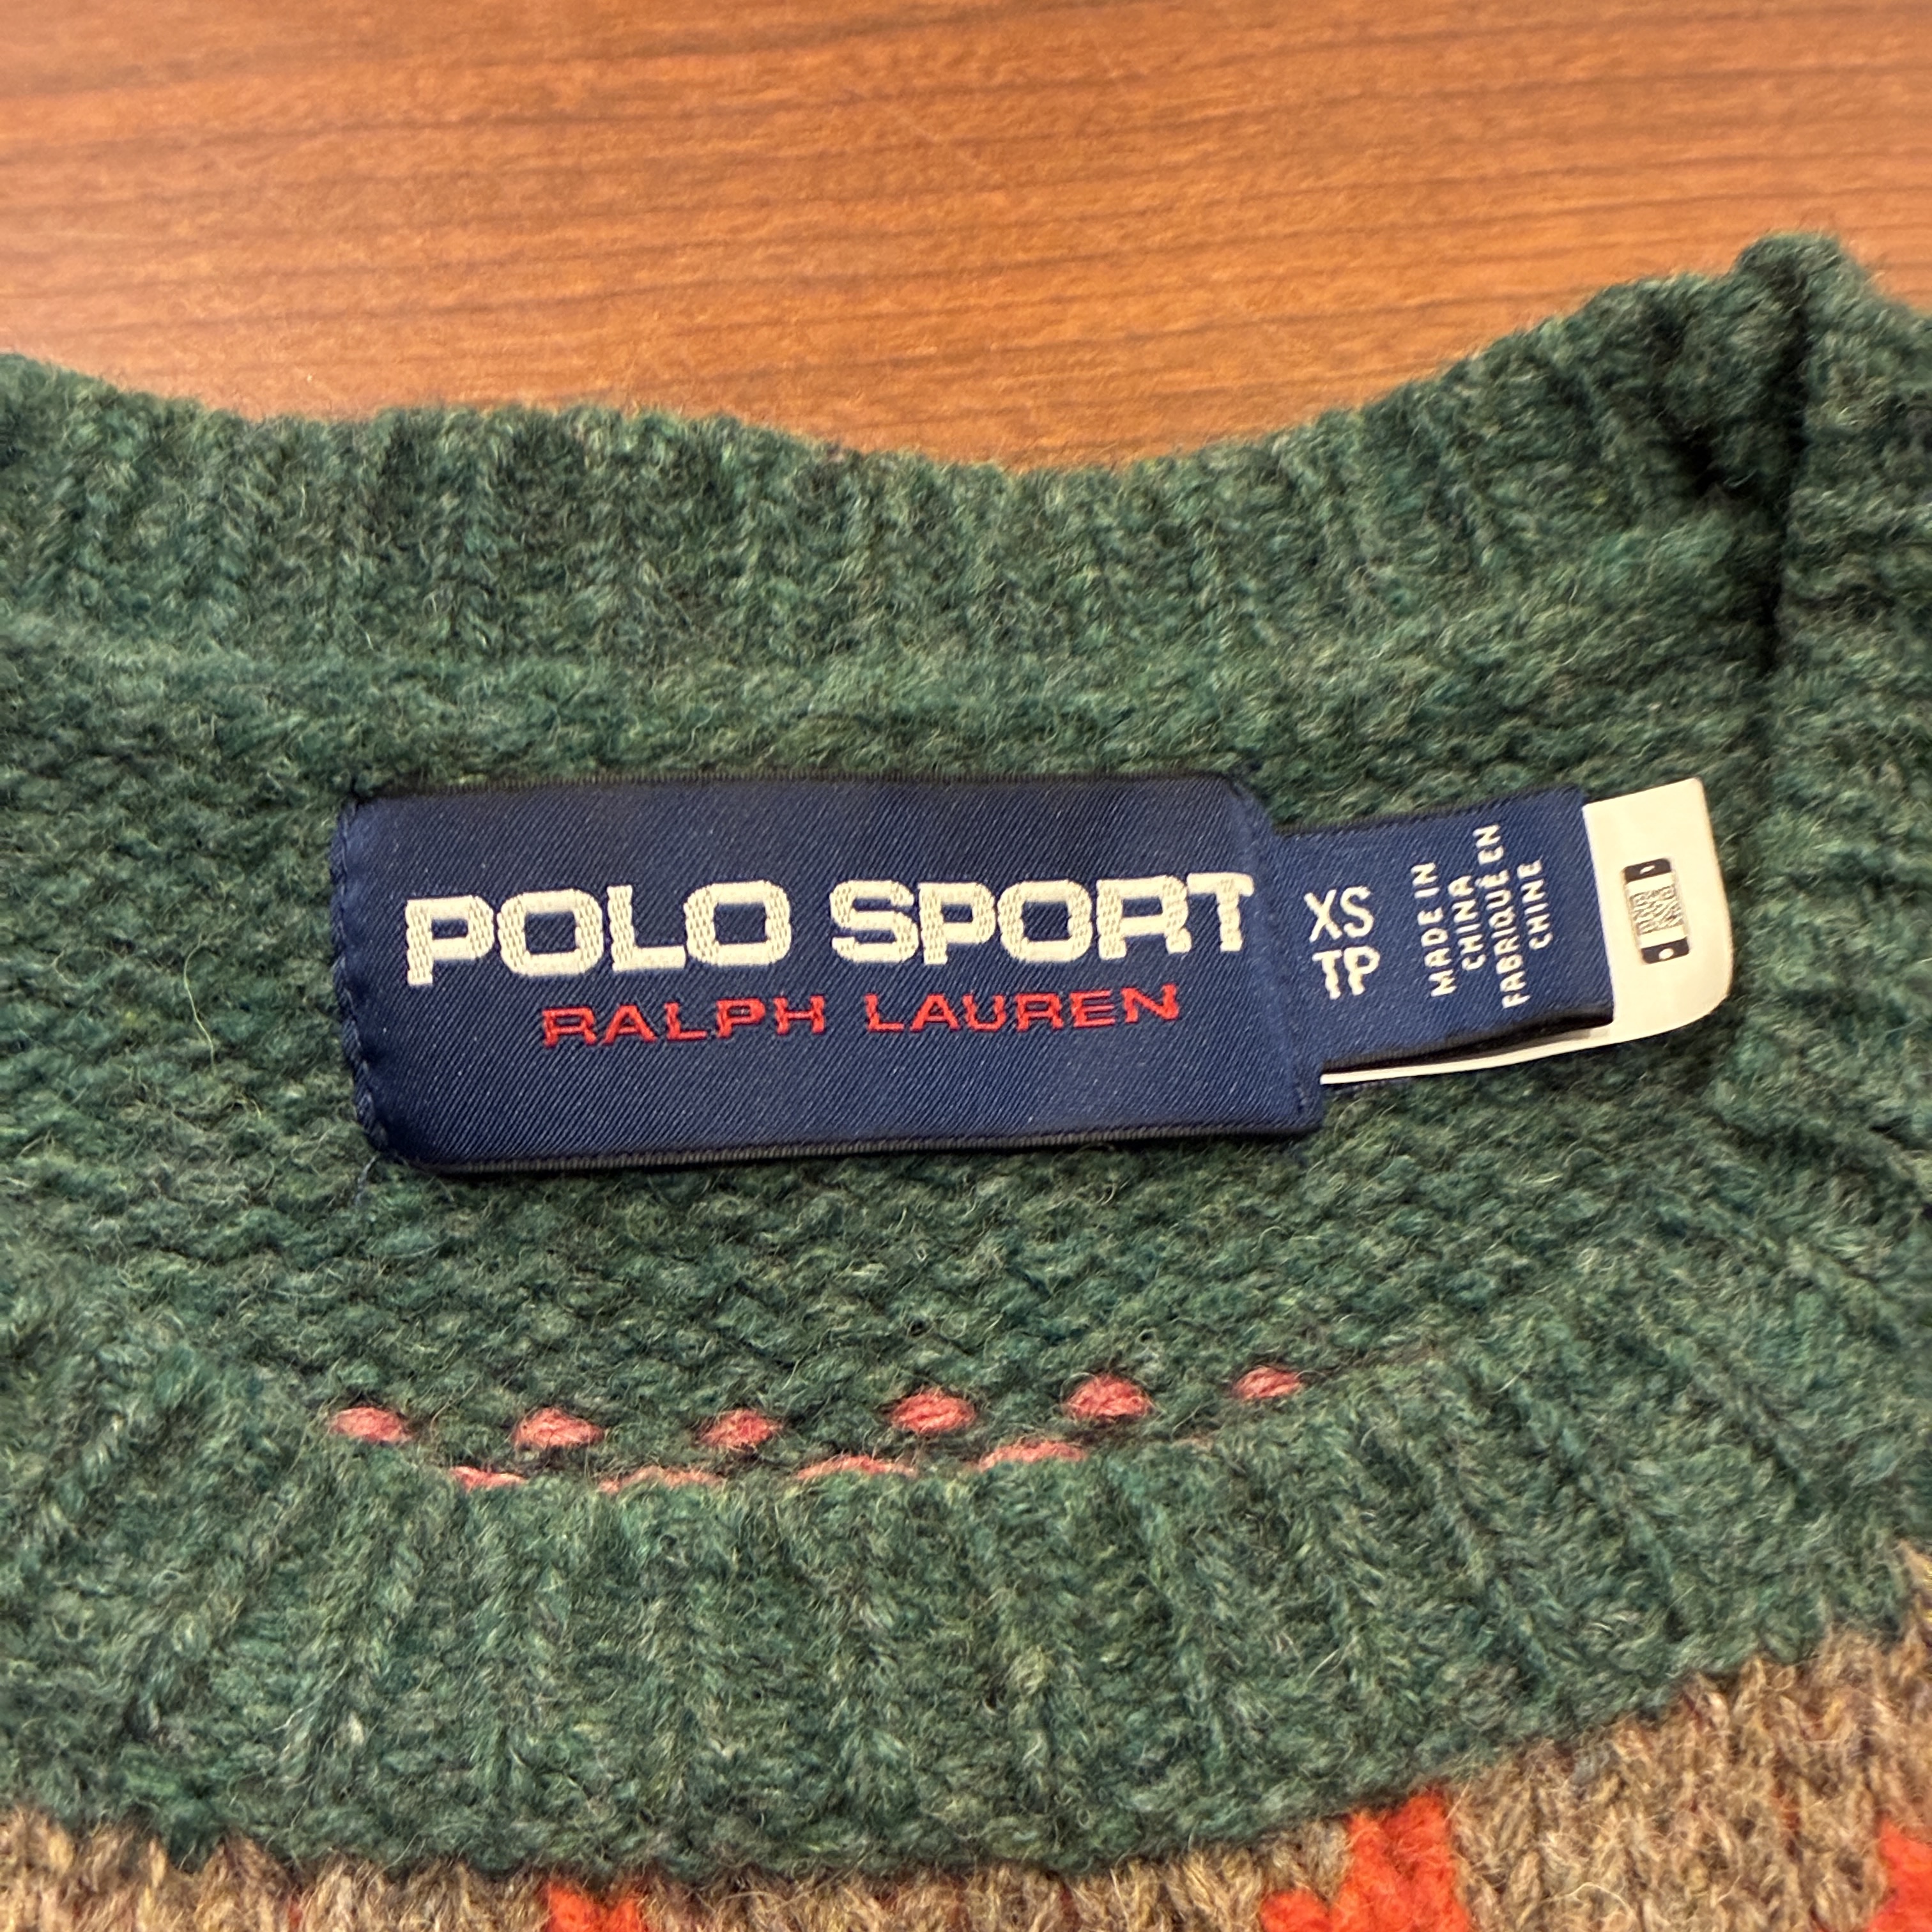 POLO SPORT
RALPH LAUREN
XS
TP
MADE IN
CHINA
FABRIQUÉ EN
CHINE